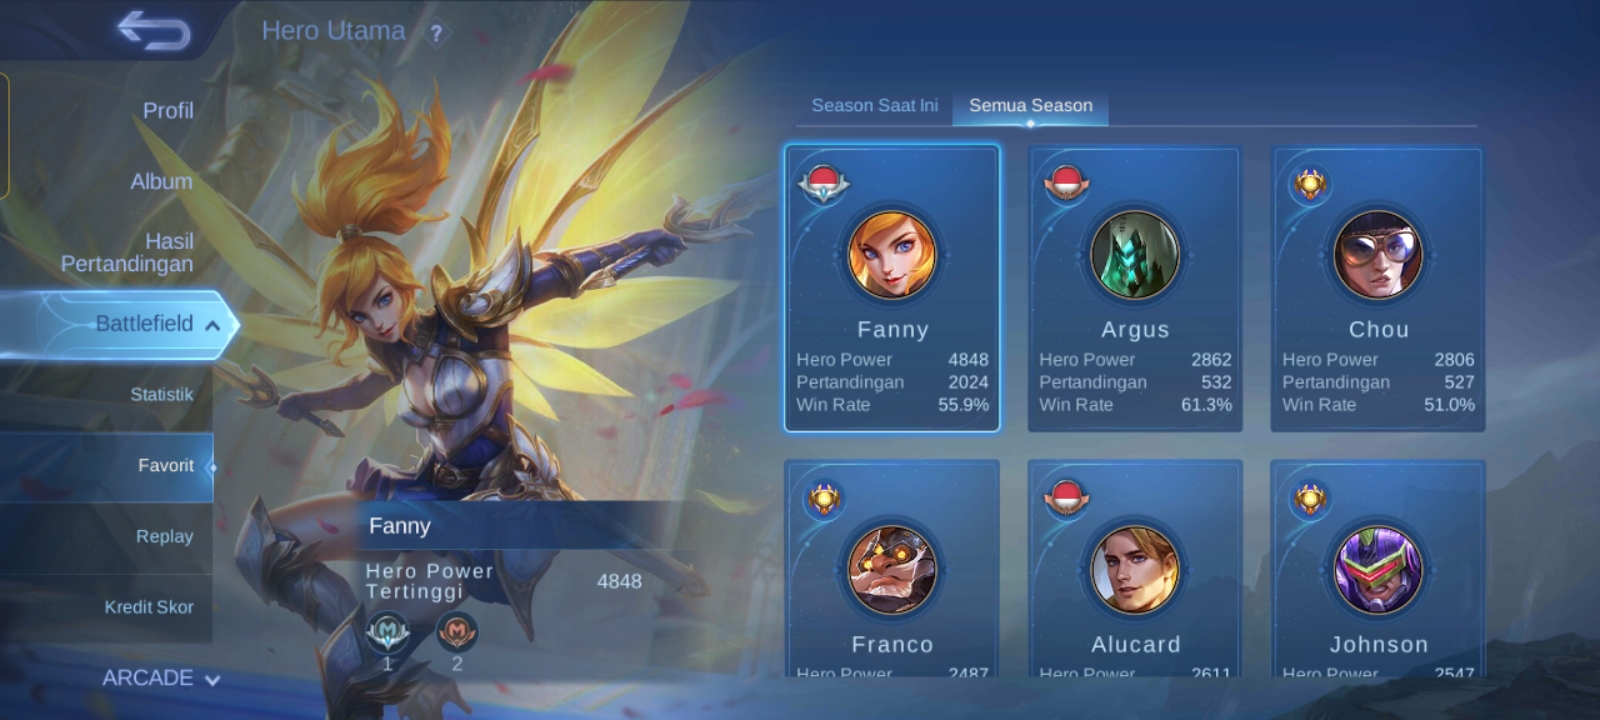 Hero Utama ?
Profil
Album
Hasil
Pertandingan
Battlefield
Statistik
Favorit
Replay
Kredit Skor
ARCADE
Fanny
Hero Power
Tertinggi
4848
1
2
Season Saat Ini
Semua Season
Fanny
Hero Power 4848
Pertandingan 2024
Win Rate 55.9%
Argus
Hero Power 2862
Pertandingan 532
Win Rate 61.3%
Chou
Hero Power 2806
Pertandingan 527
Win Rate 51.0%
Franco
Hero Power 2487
Alucard
Hero Power 2611
Johnson
Hero Power 2547